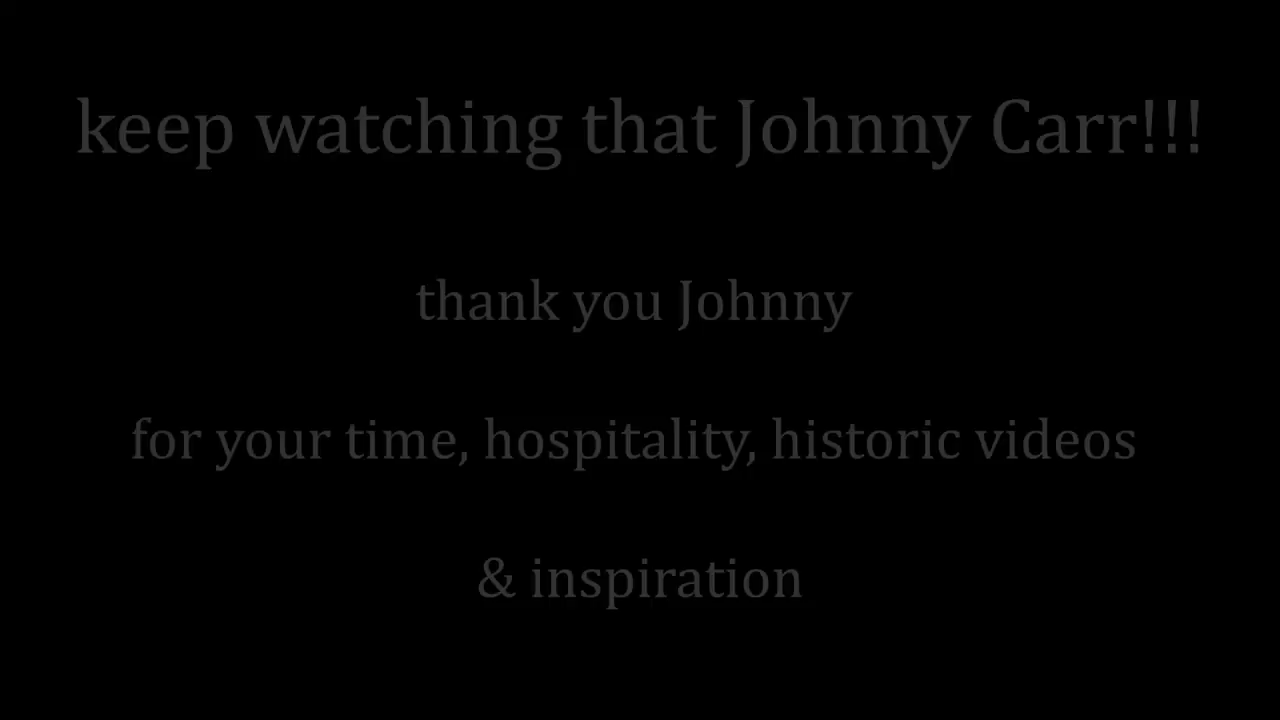 keep watching that Johnny Carr!!!
thank you Johnny
for your time, hospitality, historic videos
& inspiration